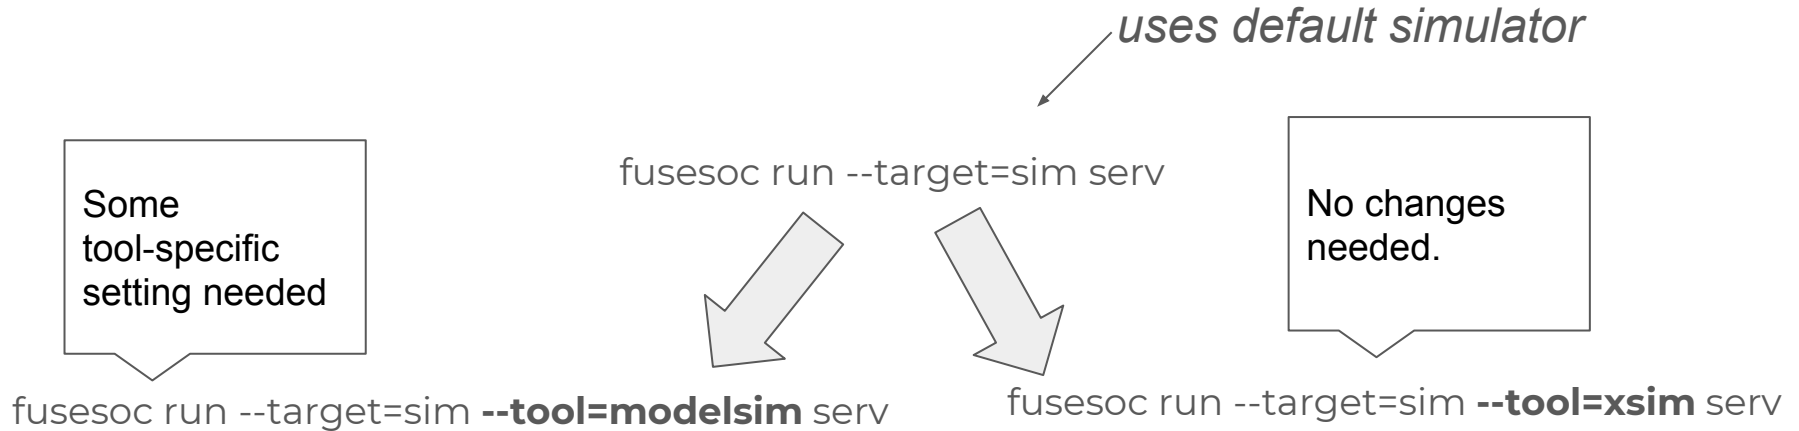 uses default simulator
fusesoc run --target=sim serv
Some
tool-specific
setting needed
No changes
needed.
fusesoc run --target=sim --tool=modelsim serv
fusesoc run --target=sim --tool=xsim serv